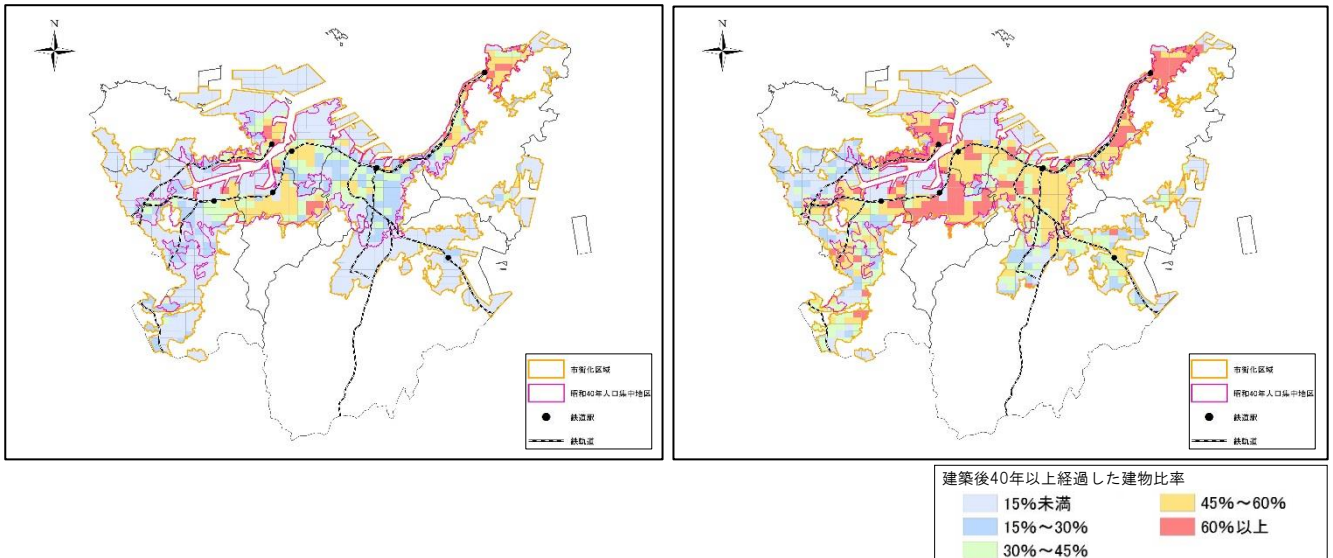 N
N
市街化区域
昭和40年人口集中地区
鉄道駅
鉄軌道
市街化区域
昭和40年人口集中地区
鉄道駅
鉄軌道
建築後40年以上経過した建物比率
15%未満
45%～60%
15%～30%
60%以上
30%～45%